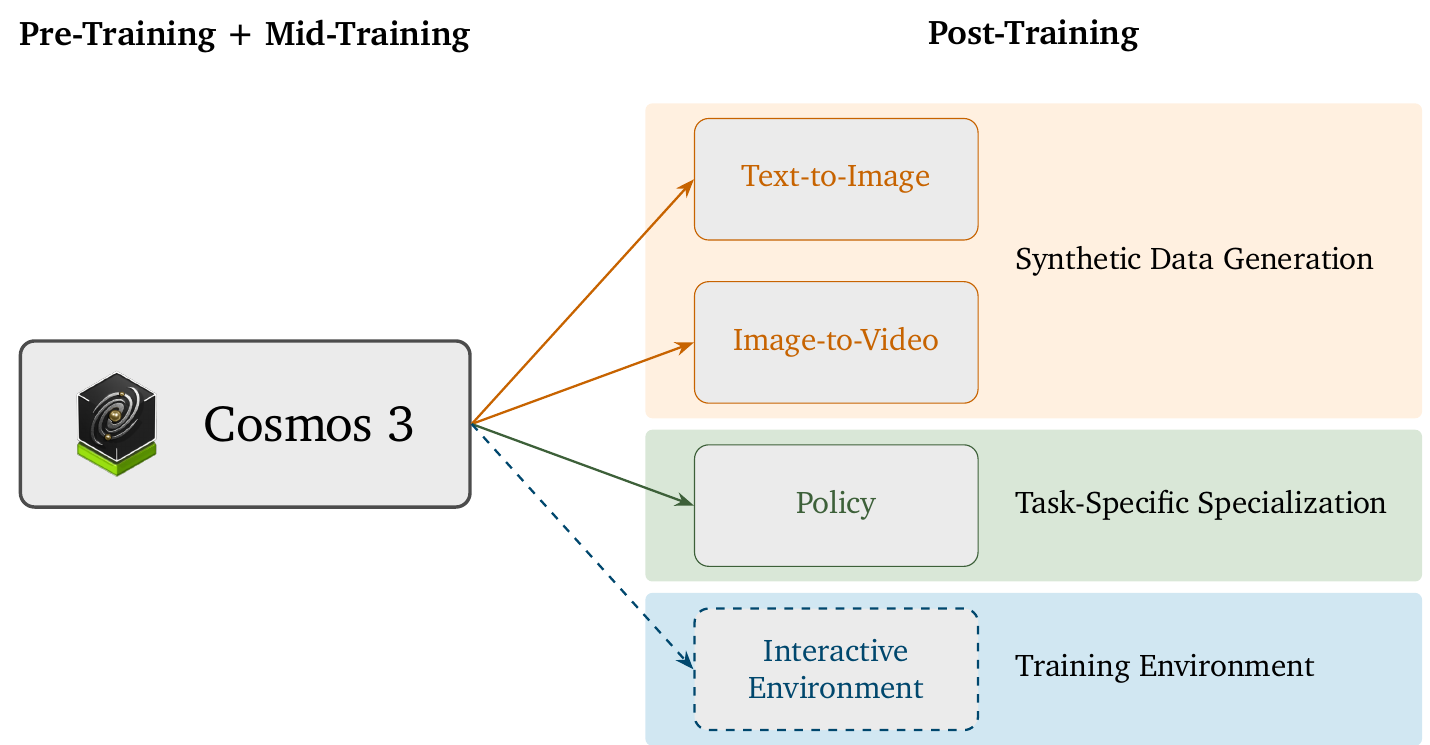 Pre-Training + Mid-Training
Post-Training
Text-to-Image
Synthetic Data Generation
Image-to-Video
Cosmos 3
Policy
Task-Specific Specialization
Interactive
Environment
Training Environment